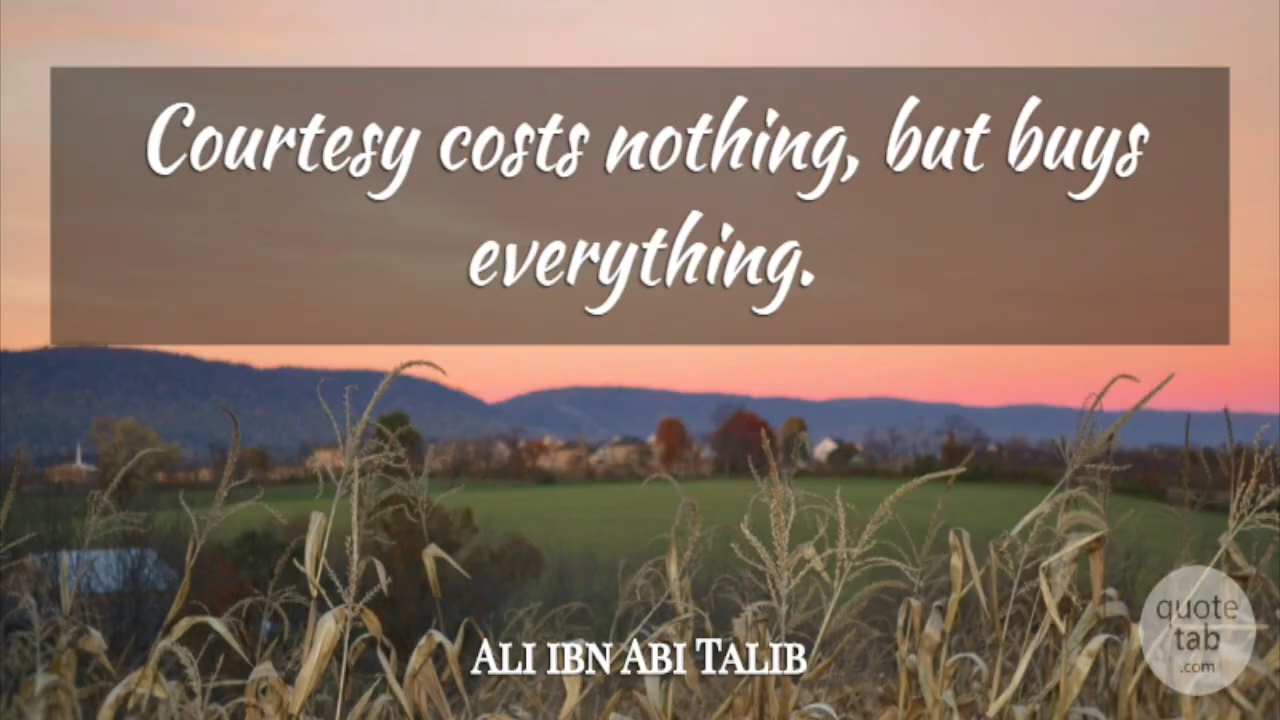 Courtesy costs nothing, but buys
everything.
Ali ibn Abi Talib
quote
tab
.com